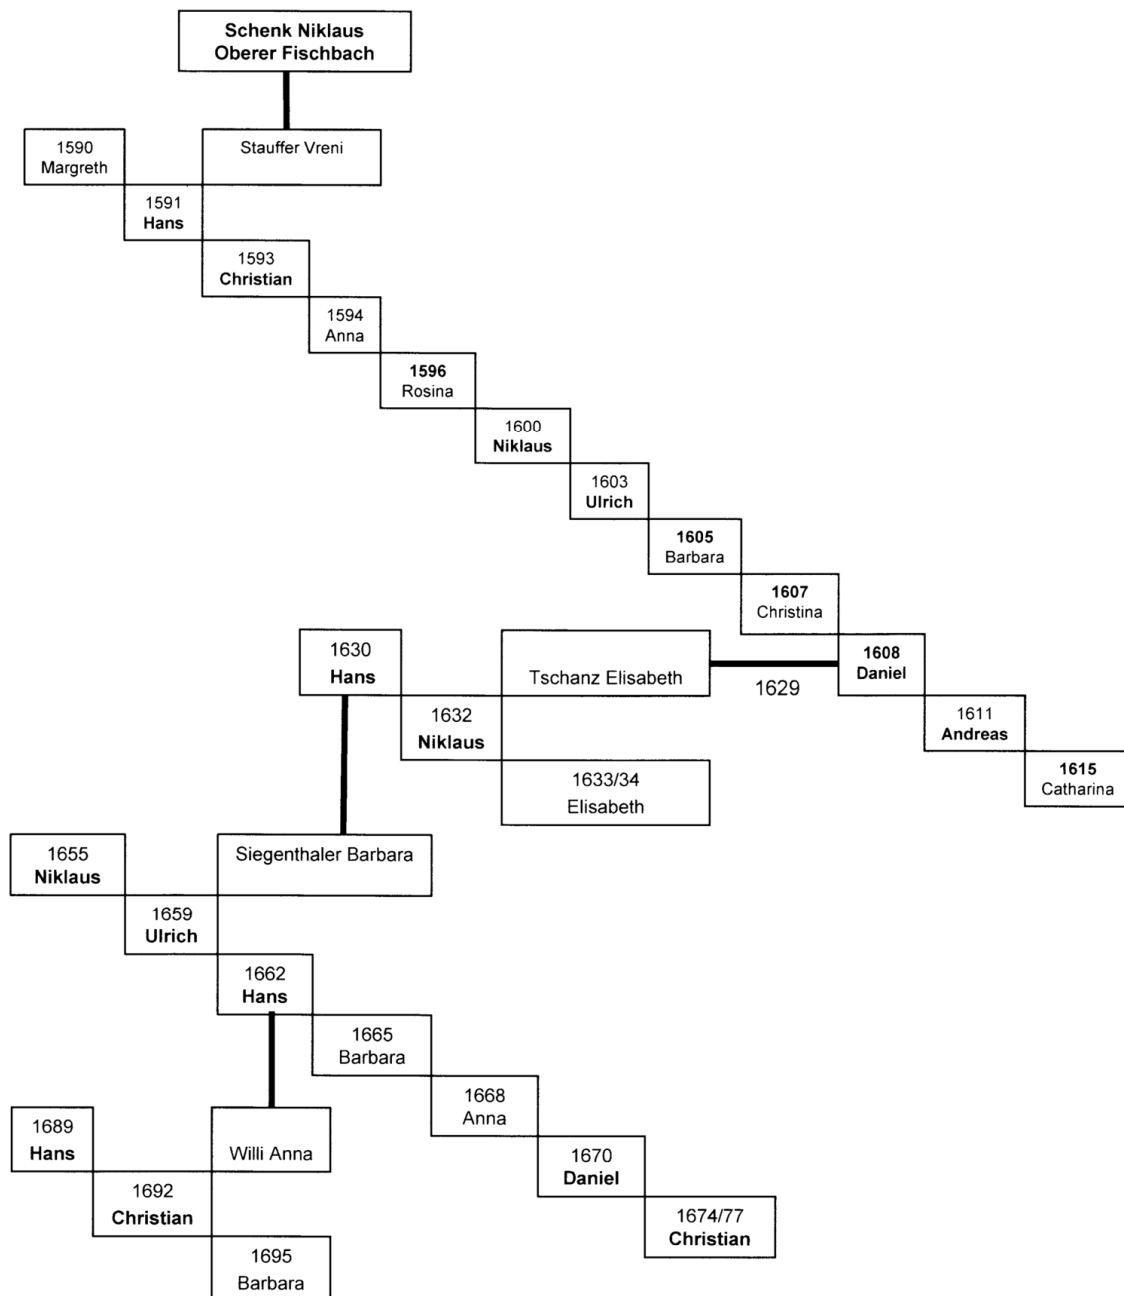 Schenk Niklaus
Oberer Fischbach
1590
Margreth
Stauffer Vreni
1591
Hans
1593
Christian
1594
Anna
1596
Rosina
1600
Niklaus
1603
Ulrich
1605
Barbara
1607
Christina
1630
Hans
Tschanz Elisabeth
1629
1608
Daniel
1632
Niklaus
1611
Andreas
1633/34
Elisabeth
1615
Catharina
1655
Niklaus
Siegenthaler Barbara
1659
Ulrich
1662
Hans
1665
Barbara
1668
Anna
1689
Hans
Willi Anna
1670
Daniel
1692
Christian
1674/77
Christian
1695
Barbara